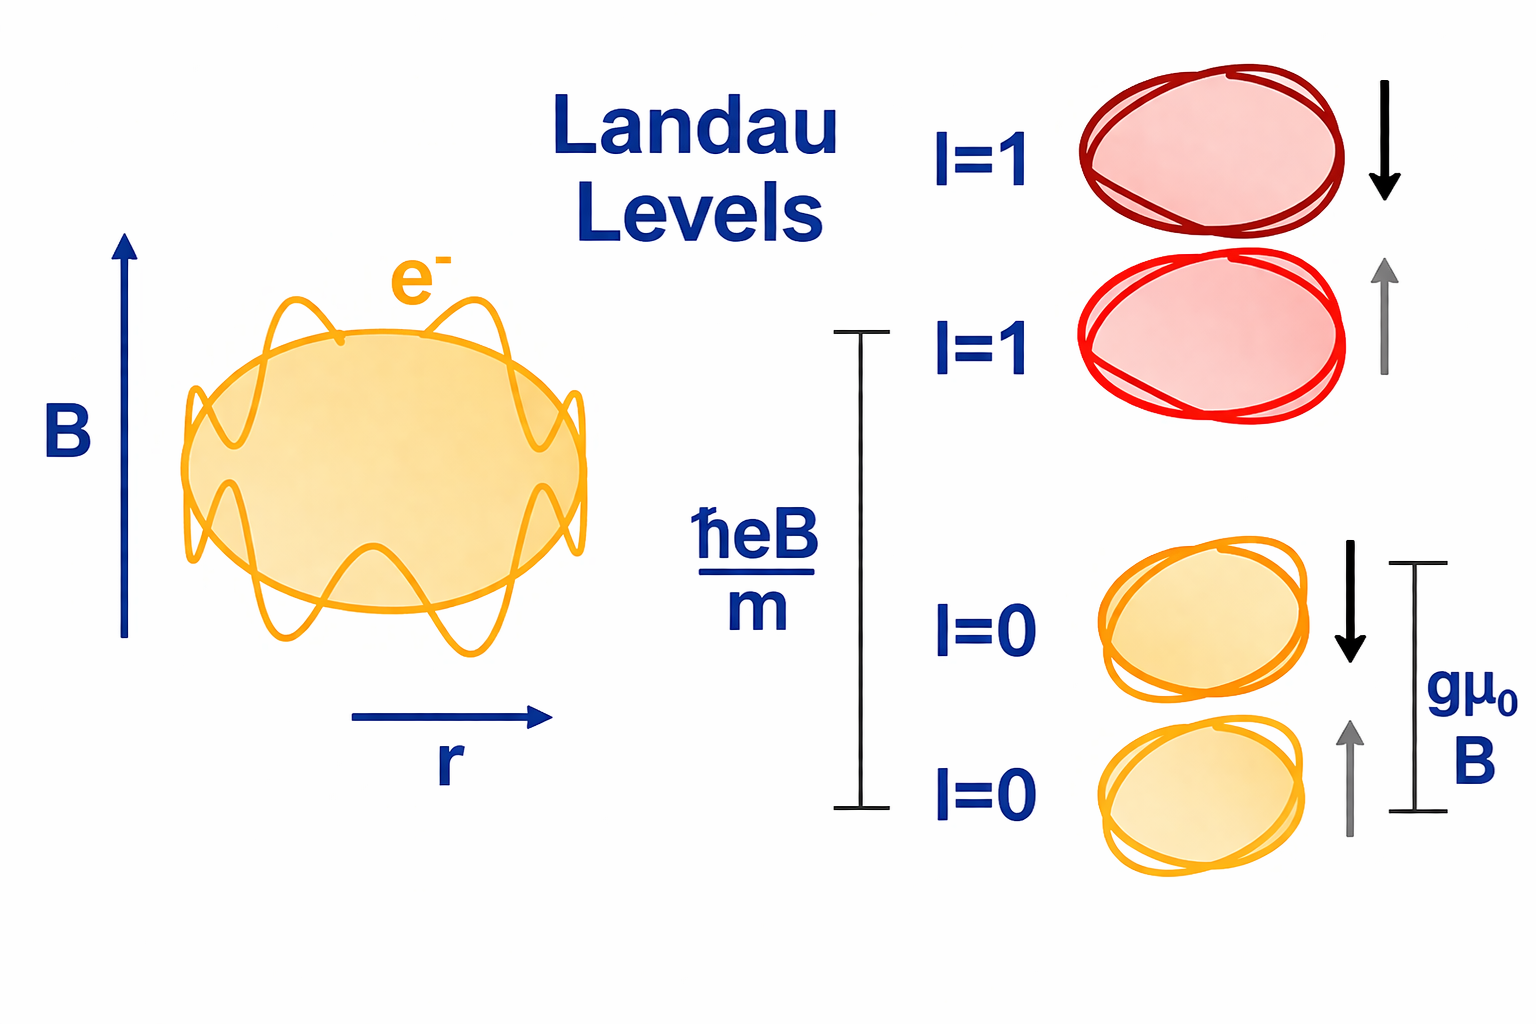 Landau
Levels
e⁻
B
r
ħeB
m
l=1
l=1
l=0
l=0
gμ₀
B